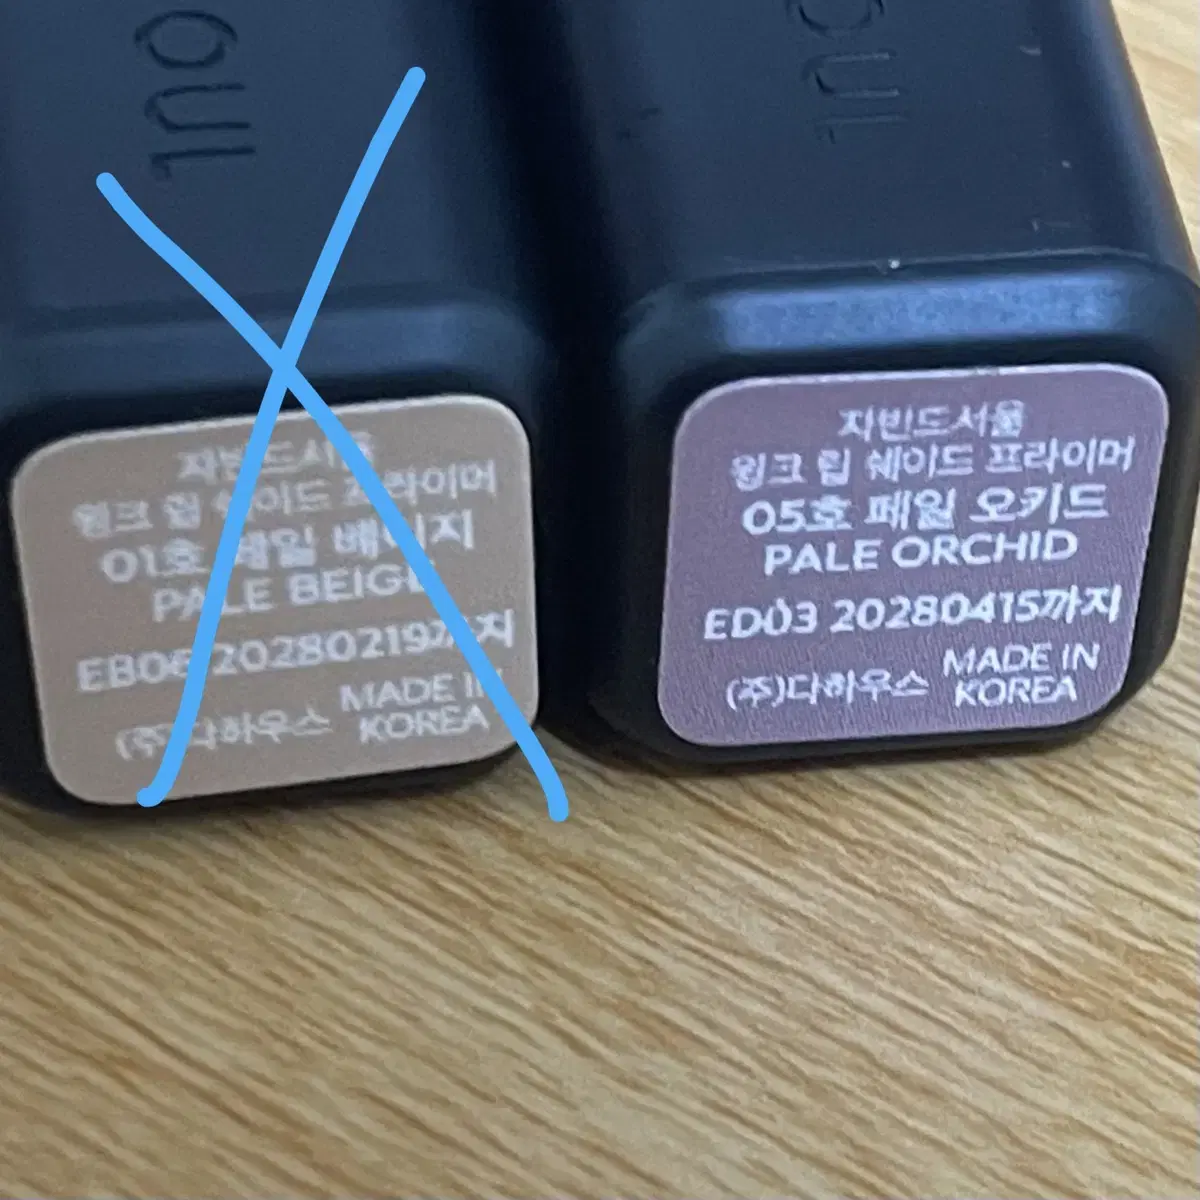 자빈드서울
윙크 립 쉐이드 프라이머
01호 페일 베이지
PALE BEIGE
EB06 20280219까지
(주)다하우스 MADE IN
KOREA
자빈드서울
윙크 립 쉐이드 프라이머
05호 페일 오키드
PALE ORCHID
ED03 20280415까지
(주)다하우스 MADE IN
KOREA